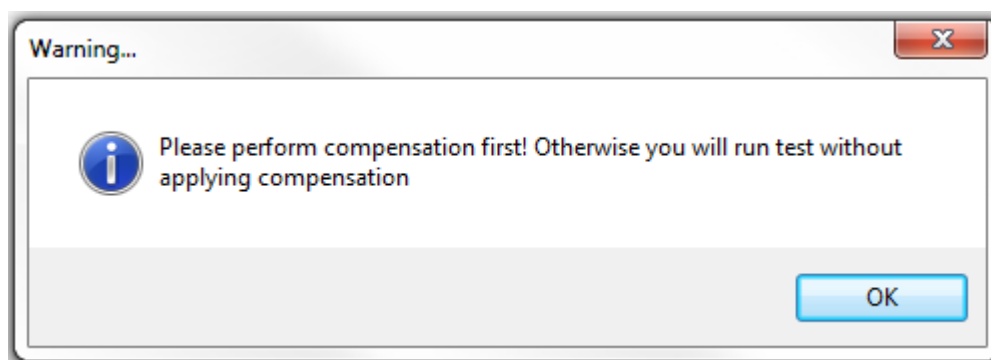 Warning...
Please perform compensation first! Otherwise you will run test without
applying compensation
OK